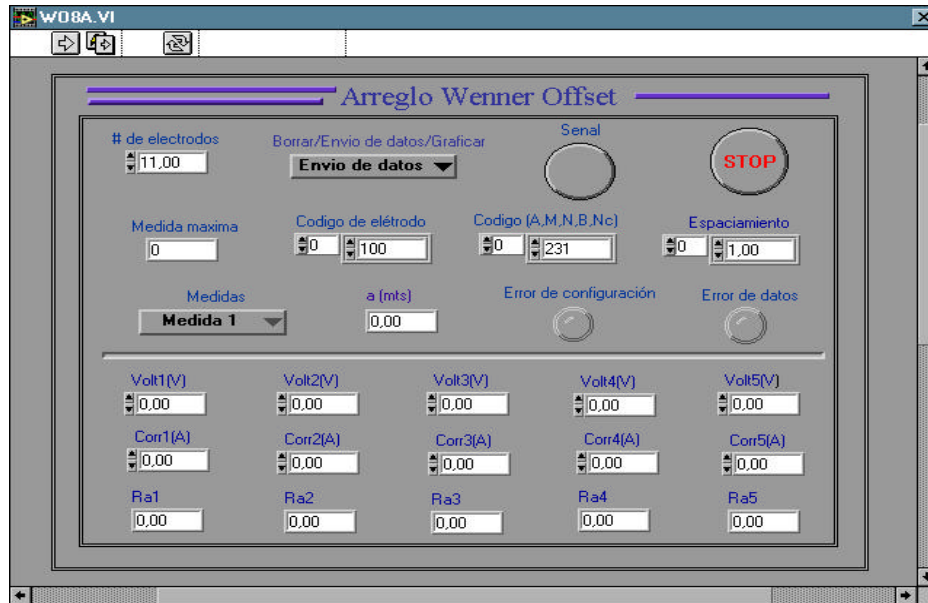 W08A.VI
Arreglo Wenner Offset
# de electrodos
11,00
Borrar/Envio de datos/Graficar
Envio de datos
Senal
STOP
Medida maxima
0
Codigo de elétrodo
0 100
Codigo (A,M,N,B,Nc)
0 231
Espaciamiento
0 1,00
Medidas
Medida 1
a (mts)
0,00
Error de configuración
Error de datos
Volt1(V) Volt2(V) Volt3(V) Volt4(V) Volt5(V)
0,00 0,00 0,00 0,00 0,00
Corr1(A) Corr2(A) Corr3(A) Corr4(A) Corr5(A)
0,00 0,00 0,00 0,00 0,00
Ra1 Ra2 Ra3 Ra4 Ra5
0,00 0,00 0,00 0,00 0,00